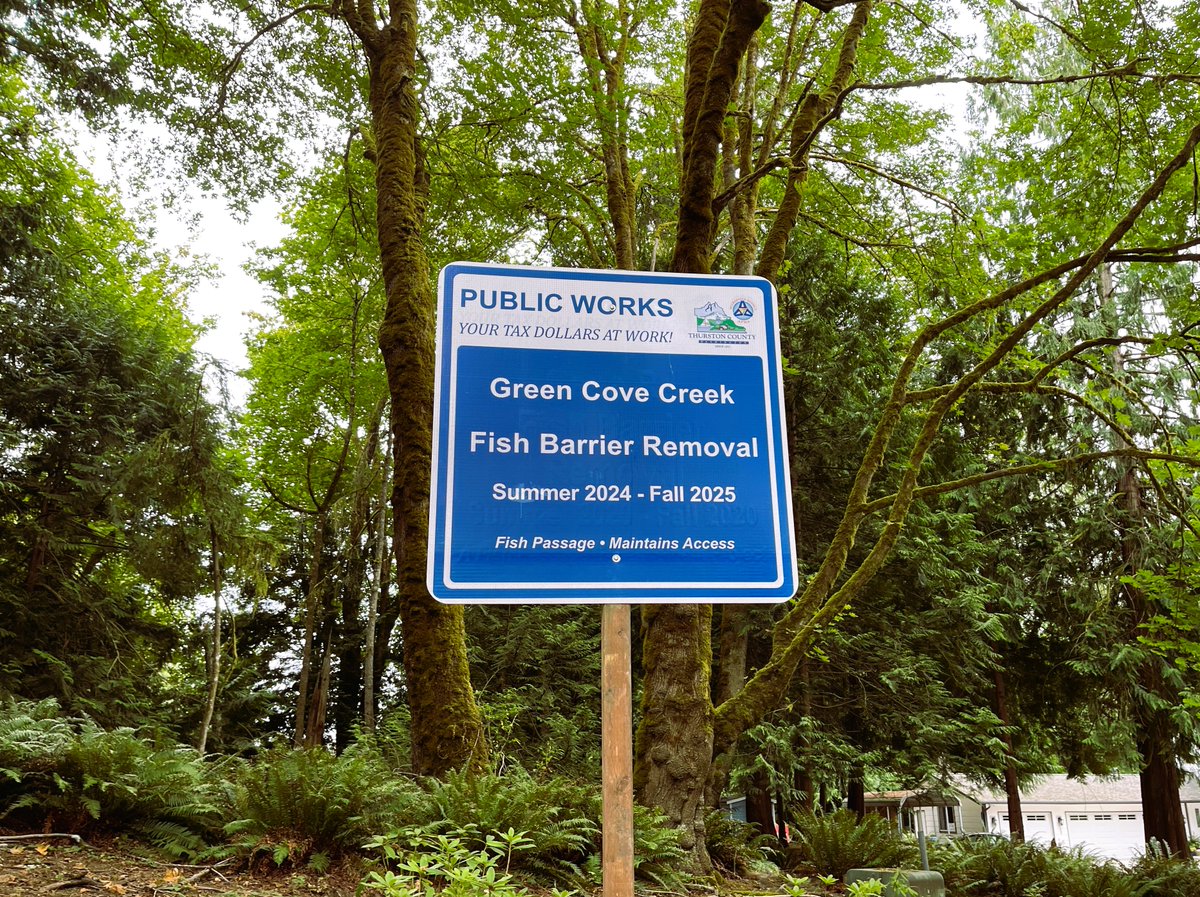 PUBLIC WORKS
YOUR TAX DOLLARS AT WORK!
THURSTON COUNTY
WASHINGTON
Green Cove Creek
Fish Barrier Removal
Summer 2024 - Fall 2025
Fish Passage • Maintains Access